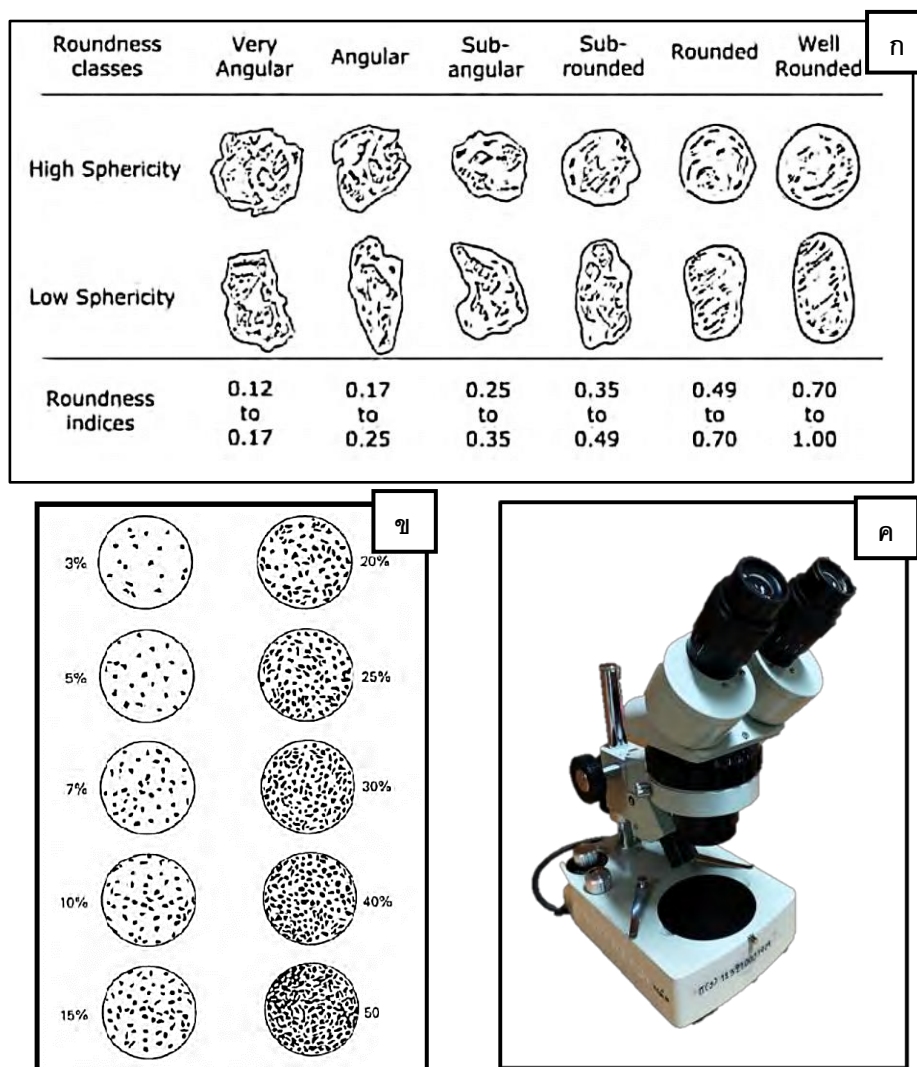 ก
Roundness classes
Very Angular
Angular
Sub-angular
Sub-rounded
Rounded
Well Rounded
High Sphericity
Low Sphericity
Roundness indices
0.12 to 0.17
0.17 to 0.25
0.25 to 0.35
0.35 to 0.49
0.49 to 0.70
0.70 to 1.00
ข
3%
20%
5%
25%
7%
30%
10%
40%
15%
50
ค